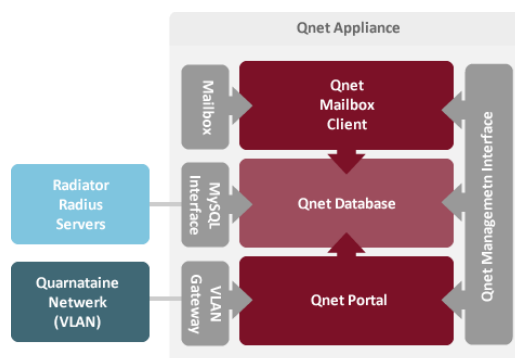 Qnet Appliance
Mailbox
Qnet
Mailbox
Client
Qnet Managemetn Interface
Radiator
Radius
Servers
MySQL
Interface
Qnet Database
Quarnataine
Netwerk
(VLAN)
VLAN
Gateway
Qnet Portal